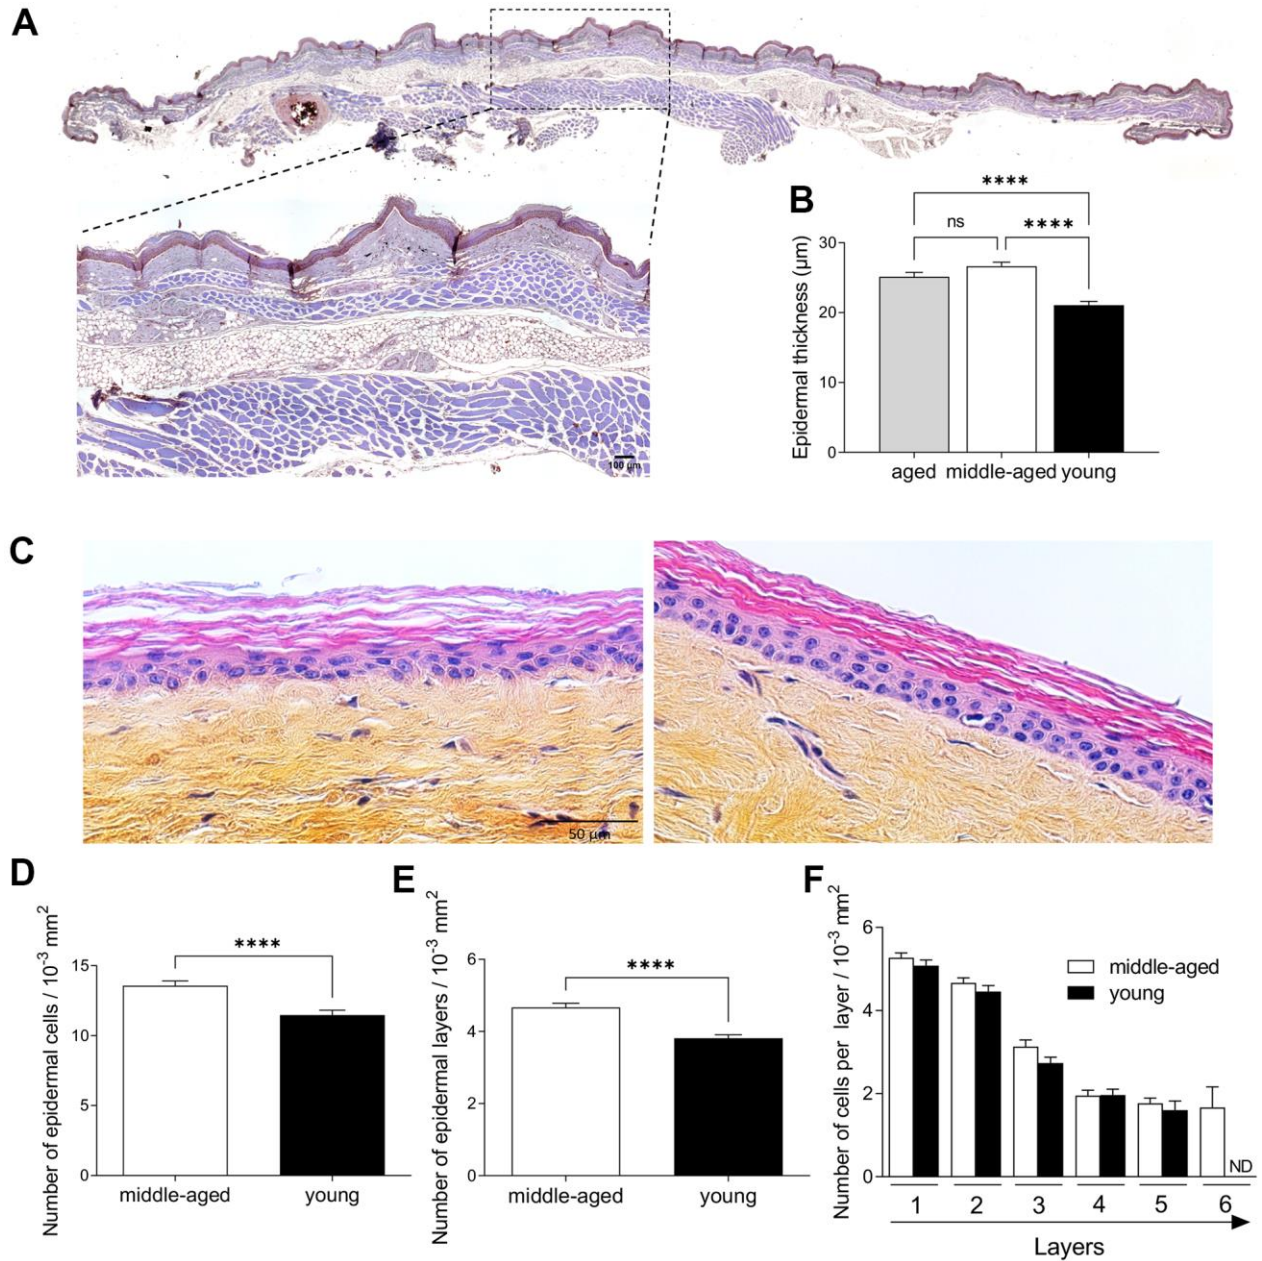 A
100 µm
B
****
ns
****
Epidermal thickness (µm)
30
20
10
0
aged middle-aged young
C
50 µm
D
Number of epidermal cells / 10⁻³ mm²
****
15
10
5
0
middle-aged
young
E
Number of epidermal layers / 10⁻³ mm²
****
6
4
2
0
middle-aged
young
F
Number of cells per layer / 10⁻³ mm²
6
4
2
0
middle-aged
young
ND
1 2 3 4 5 6
Layers